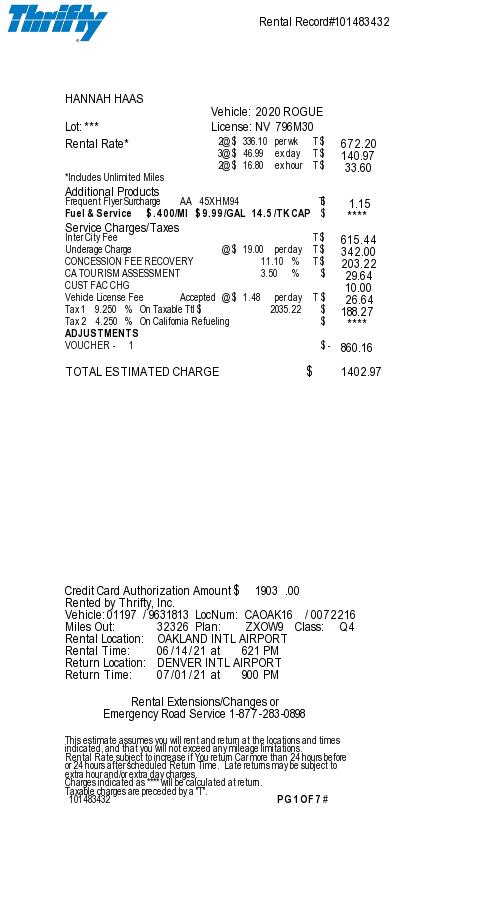 Thrifty
Rental Record#101483432
HANNAH HAAS
Vehicle: 2020 ROGUE
Lot: *** License: NV 796M30
Rental Rate* 2@ $ 336.10 per wk T $ 672.20
3@ $ 46.99 ex day T $ 140.97
2@ $ 16.80 ex hour T $ 33.60
*Includes Unlimited Miles
Additional Products
Frequent Flyer Surcharge AA 45XHM94 T $ 1.15
Fuel & Service $ .400/MI $ 9.99/GAL 14.5 /TK CAP $ ****
Service Charges/Taxes
Inter City Fee T $ 615.44
Underage Charge @ $ 19.00 per day T $ 342.00
CONCESSION FEE RECOVERY 11.10 % T $ 203.22
CA TOURISM ASSESSMENT 3.50 % $ 29.64
CUST FAC CHG 10.00
Vehicle License Fee Accepted @ $ 1.48 per day T $ 26.64
Tax 1 9.250 % On Taxable Ttl $ 2035.22 $ 188.27
Tax 2 4.250 % On California Refueling $ ****
ADJUSTMENTS
VOUCHER - 1 $ - 860.16
TOTAL ESTIMATED CHARGE $ 1402.97
Credit Card Authorization Amount $ 1903 .00
Rented by Thrifty, Inc.
Vehicle: 01197 / 9631813 LocNum: CAOAK16 / 0072216
Miles Out: 32326 Plan: ZXOW9 Class: Q4
Rental Location: OAKLAND INTL AIRPORT
Rental Time: 06/14/21 at 621 PM
Return Location: DENVER INTL AIRPORT
Return Time: 07/01/21 at 900 PM
Rental Extensions/Changes or
Emergency Road Service 1-877-283-0898
This estimate assumes you will rent and return at the locations and times
indicated, and that you will not exceed any mileage limitations.
Rental Rate subject to increase if You return Car more than 24 hours before
or 24 hours after scheduled Return Time. Late returns may be subject to
extra hour and/or extra day charges.
Charges indicated as "****" will be calculated at return.
Taxable charges are preceded by a "T".
101483432 PG 1 OF 7 #